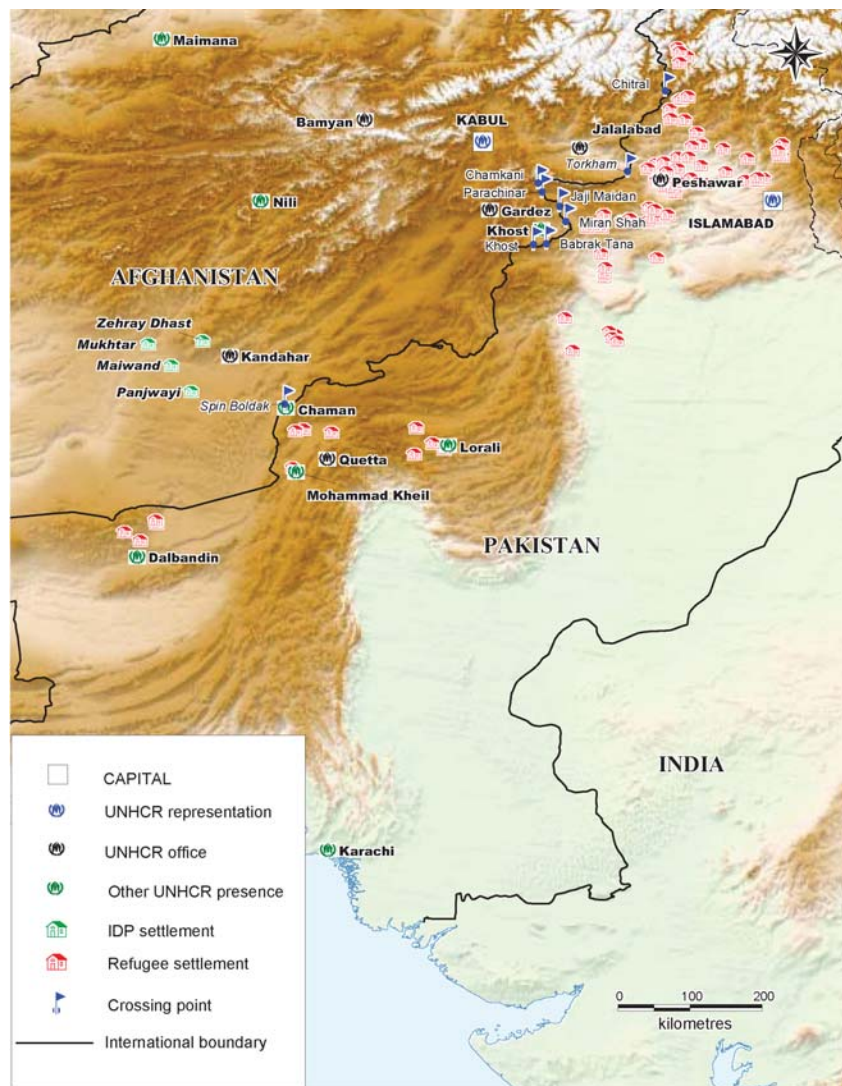 Maimana
Chitral
Bamyan
KABUL
Jalalabad
Torkham
Chamkani
Peshawar
Parachinar
Jaji Maidan
Nili
Gardez
Miran Shah
ISLAMABAD
Khost
Khost
Babrak Tana
AFGHANISTAN
Zehray Dhast
Mukhtar
Kandahar
Maiwand
Panjwayi
Spin Boldak
Chaman
Lorali
Quetta
Mohammad Kheil
PAKISTAN
Dalbandin
INDIA
Karachi
CAPITAL
UNHCR representation
UNHCR office
Other UNHCR presence
IDP settlement
Refugee settlement
Crossing point
International boundary
0 100 200
kilometres